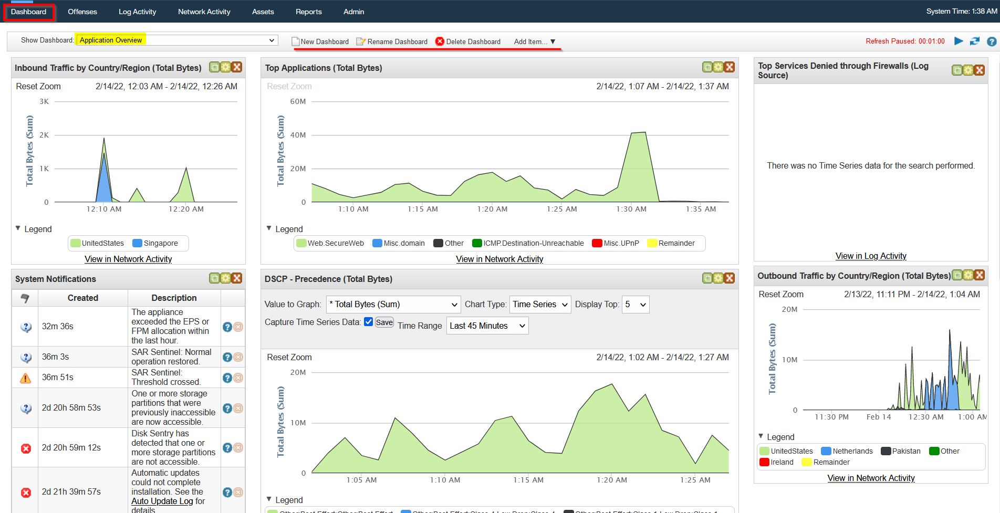 Dashboard Offenses Log Activity Network Activity Assets Reports Admin System Time: 1:38 AM
Show Dashboard: Application Overview New Dashboard Rename Dashboard Delete Dashboard Add Item... ▼ Refresh Paused: 00:01:00
Inbound Traffic by Country/Region (Total Bytes)
Reset Zoom 2/14/22, 12:03 AM - 2/14/22, 12:26 AM
Total Bytes (Sum)
3K
2K
1K
0
12:10 AM 12:20 AM
Legend
UnitedStates Singapore
View in Network Activity
Top Applications (Total Bytes)
Reset Zoom 2/14/22, 1:07 AM - 2/14/22, 1:37 AM
Total Bytes (Sum)
60M
40M
20M
0
1:10 AM 1:15 AM 1:20 AM 1:25 AM 1:30 AM 1:35 AM
Legend
Web.SecureWeb Misc.domain Other ICMP.Destination-Unreachable Misc.UPnP Remainder
View in Network Activity
Top Services Denied through Firewalls (Log
Source)
There was no Time Series data for the search performed.
View in Log Activity
System Notifications
Created Description
32m 36s
The appliance
exceeded the EPS or
FPM allocation within
the last hour.
36m 3s
SAR Sentinel: Normal
operation restored.
36m 51s
SAR Sentinel:
Threshold crossed.
2d 20h 58m 53s
One or more storage
partitions that were
previously inaccessible
are now accessible.
2d 20h 59m 12s
Disk Sentry has
detected that one or
more storage partitions
are not accessible.
2d 21h 39m 57s
Automatic updates
could not complete
installation. See the
Auto Update Log for
details
DSCP - Precedence (Total Bytes)
Value to Graph: * Total Bytes (Sum) Chart Type: Time Series Display Top: 5
Capture Time Series Data: Save Time Range Last 45 Minutes
Reset Zoom 2/14/22, 1:02 AM - 2/14/22, 1:27 AM
Total Bytes (Sum)
20M
10M
0
1:05 AM 1:10 AM 1:15 AM 1:20 AM 1:25 AM
Legend
Outbound Traffic by Country/Region (Total Bytes)
Reset Zoom 2/13/22, 11:11 PM - 2/14/22, 1:04 AM
Total Bytes (Sum)
20M
10M
0
11:30 PM Feb 14 12:30 AM 1:00 AM
Legend
UnitedStates Netherlands Pakistan Other
Ireland Remainder
View in Network Activity